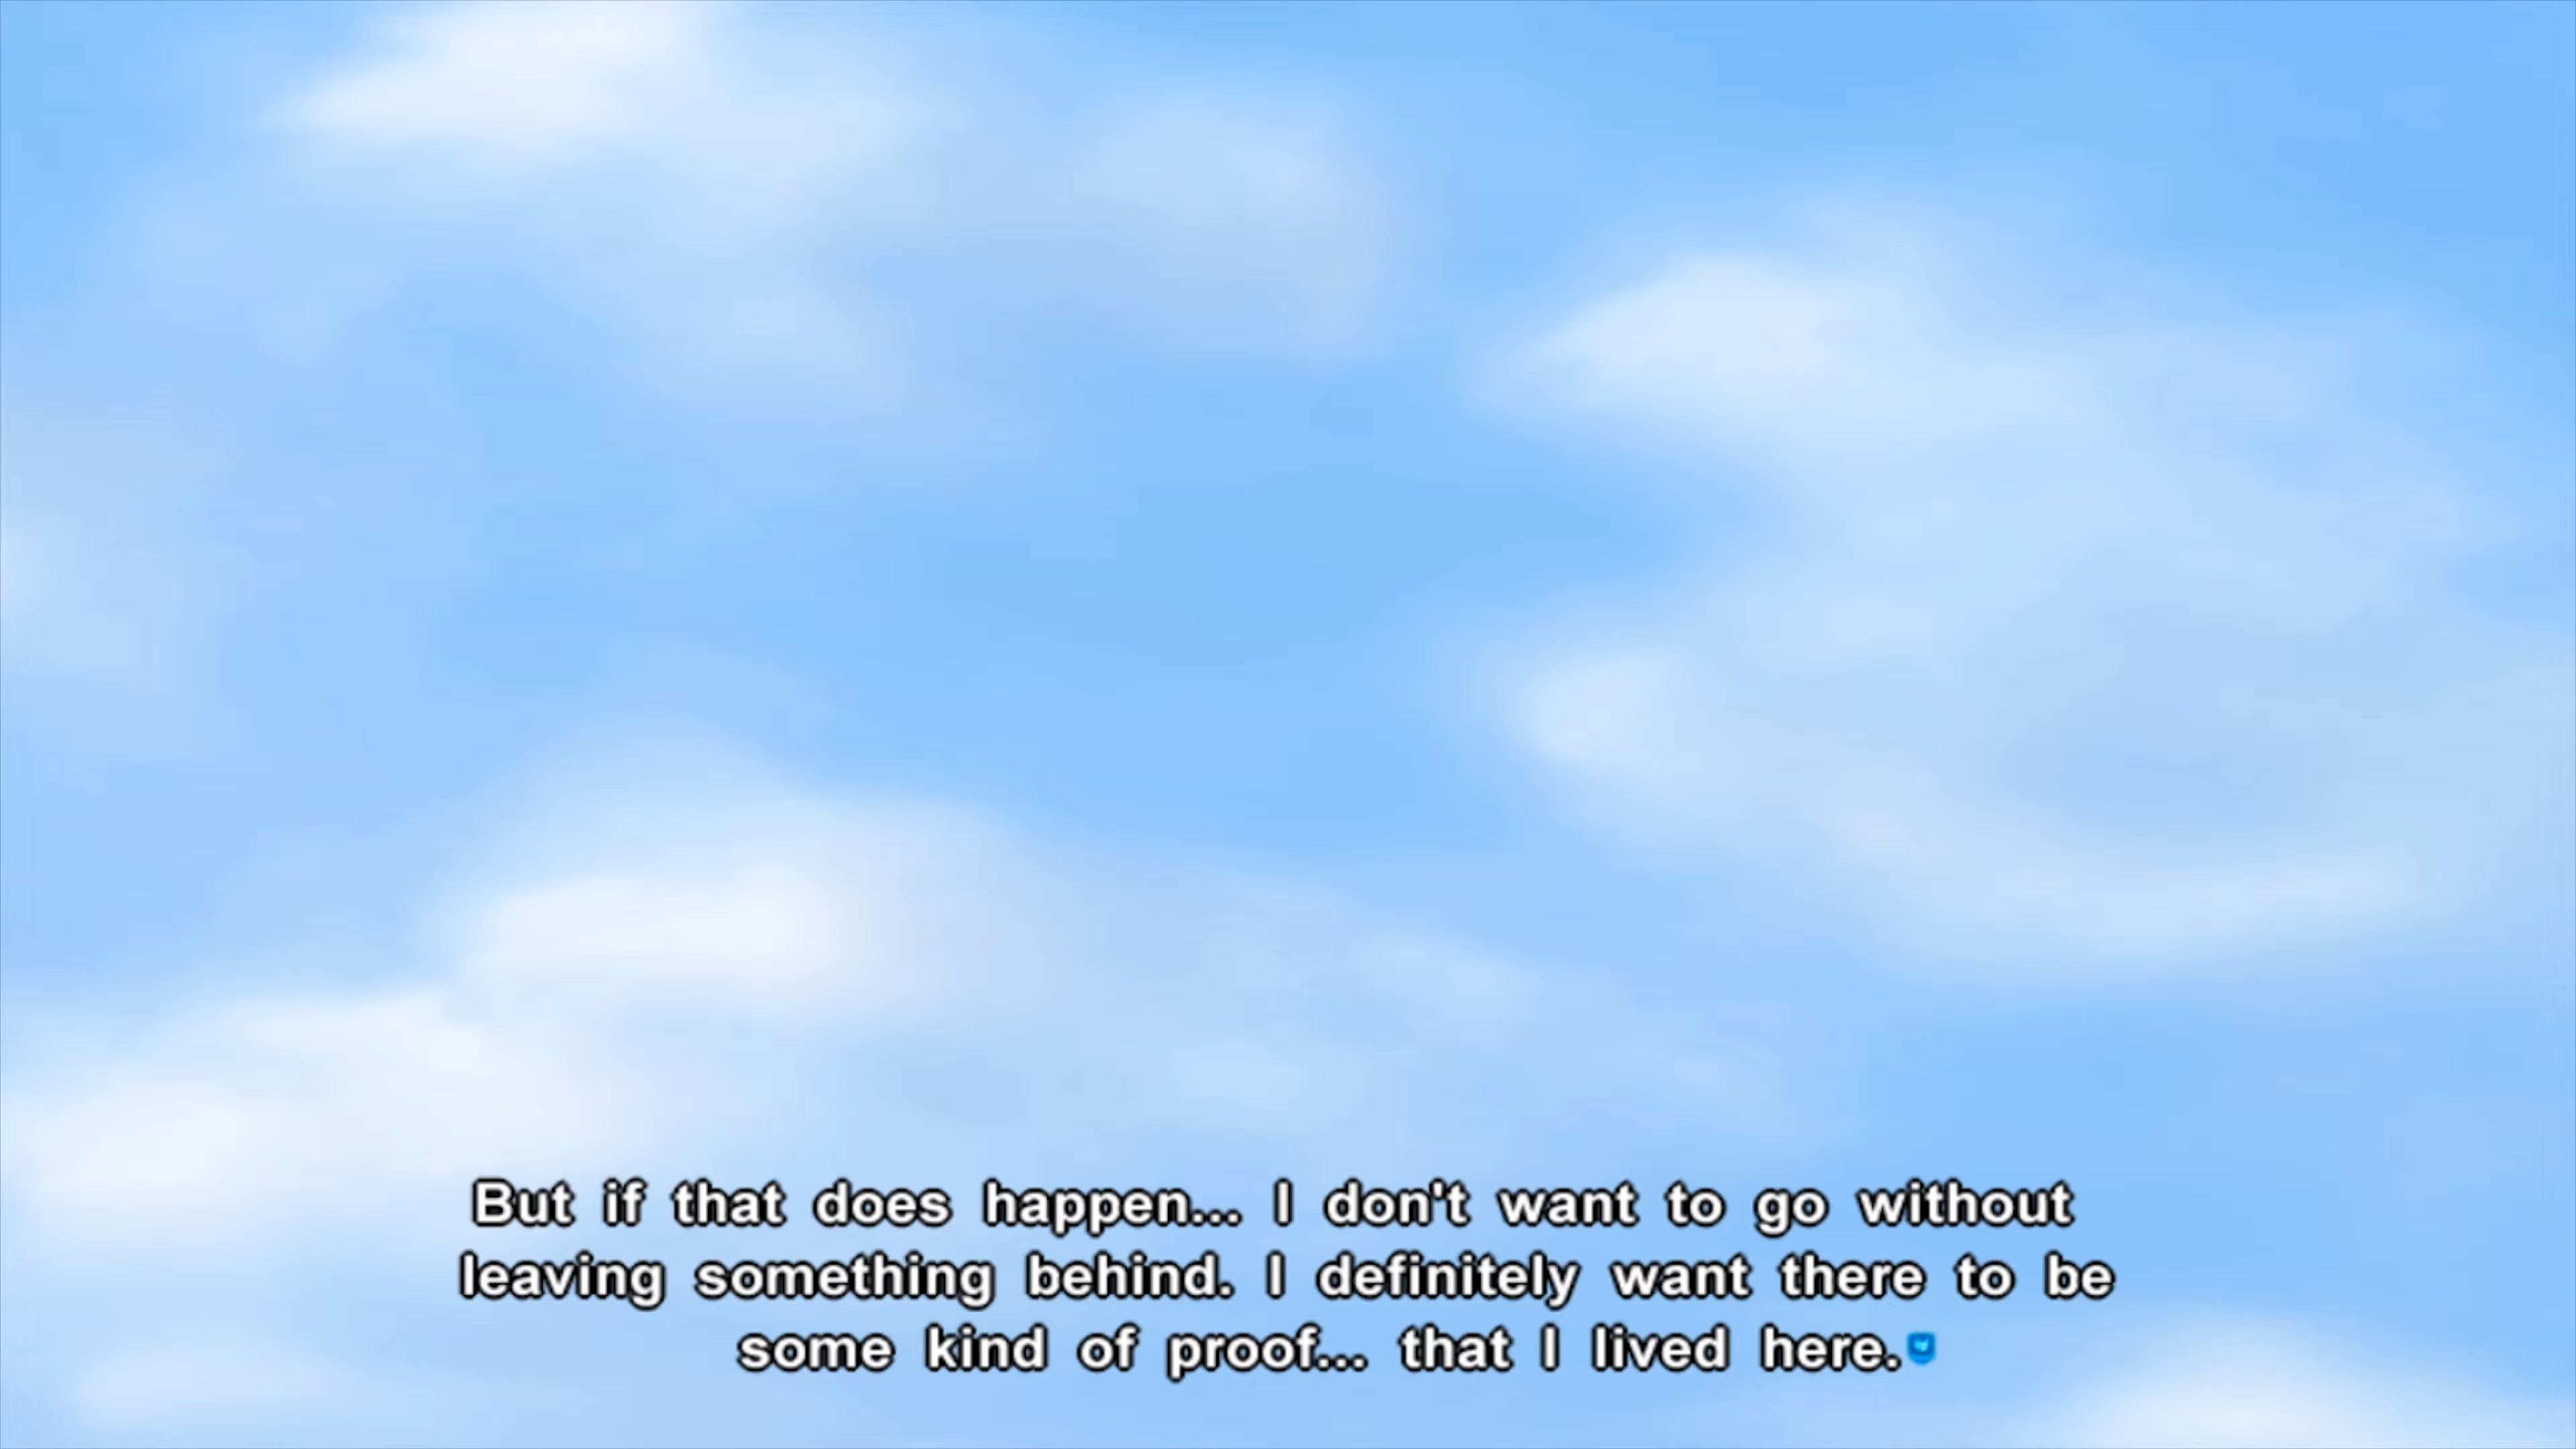 But if that does happen... I don't want to go without
leaving something behind. I definitely want there to be
some kind of proof... that I lived here.